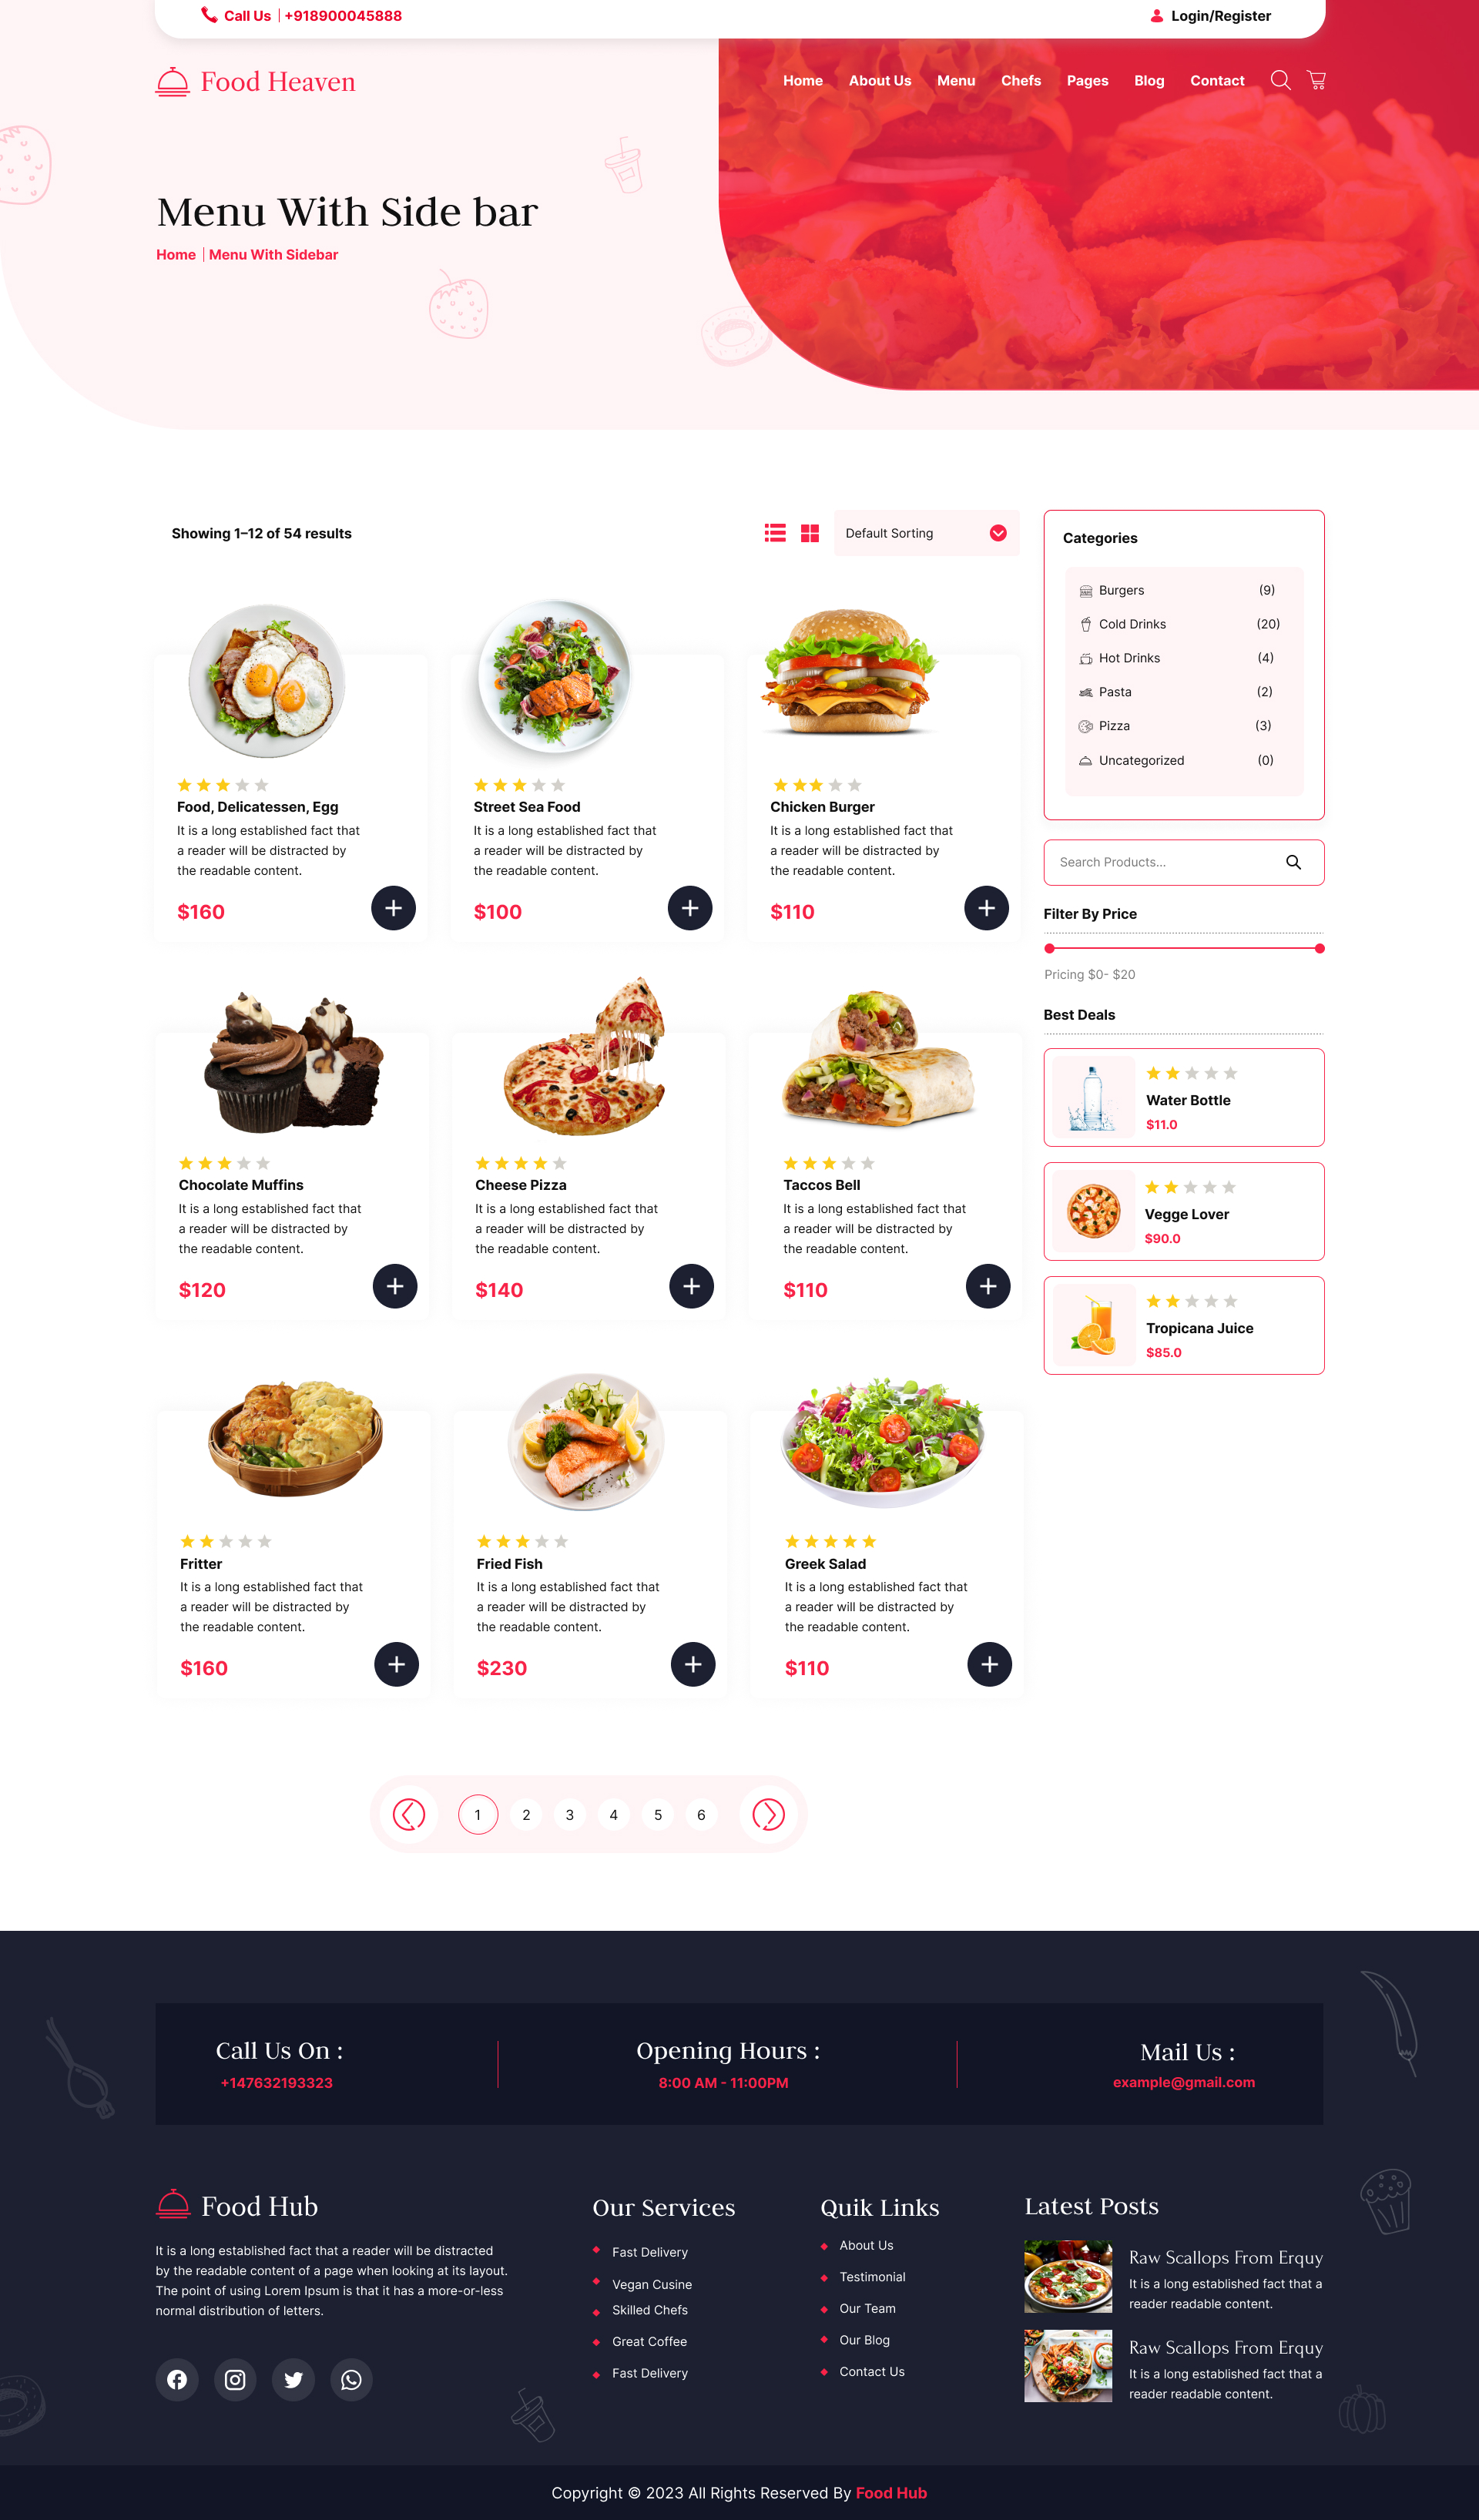 Call Us | +918900045888
Login/Register
Food Heaven
Home About Us Menu Chefs Pages Blog Contact
Menu With Side bar
Home | Menu With Sidebar
Showing 1–12 of 54 results
Default Sorting
Food, Delicatessen, Egg
It is a long established fact that
a reader will be distracted by
the readable content.
$160
Street Sea Food
It is a long established fact that
a reader will be distracted by
the readable content.
$100
Chicken Burger
It is a long established fact that
a reader will be distracted by
the readable content.
$110
Chocolate Muffins
It is a long established fact that
a reader will be distracted by
the readable content.
$120
Cheese Pizza
It is a long established fact that
a reader will be distracted by
the readable content.
$140
Taccos Bell
It is a long established fact that
a reader will be distracted by
the readable content.
$110
Fritter
It is a long established fact that
a reader will be distracted by
the readable content.
$160
Fried Fish
It is a long established fact that
a reader will be distracted by
the readable content.
$230
Greek Salad
It is a long established fact that
a reader will be distracted by
the readable content.
$110
Categories
Burgers (9)
Cold Drinks (20)
Hot Drinks (4)
Pasta (2)
Pizza (3)
Uncategorized (0)
Search Products...
Filter By Price
Pricing $0- $20
Best Deals
Water Bottle
$11.0
Vegge Lover
$90.0
Tropicana Juice
$85.0
1 2 3 4 5 6
Call Us On :
+147632193323
Opening Hours :
8:00 AM - 11:00PM
Mail Us :
example@gmail.com
Food Hub
It is a long established fact that a reader will be distracted
by the readable content of a page when looking at its layout.
The point of using Lorem Ipsum is that it has a more-or-less
normal distribution of letters.
Our Services
Fast Delivery
Vegan Cusine
Skilled Chefs
Great Coffee
Fast Delivery
Quik Links
About Us
Testimonial
Our Team
Our Blog
Contact Us
Latest Posts
Raw Scallops From Erquy
It is a long established fact that a
reader readable content.
Raw Scallops From Erquy
It is a long established fact that a
reader readable content.
Copyright © 2023 All Rights Reserved By Food Hub